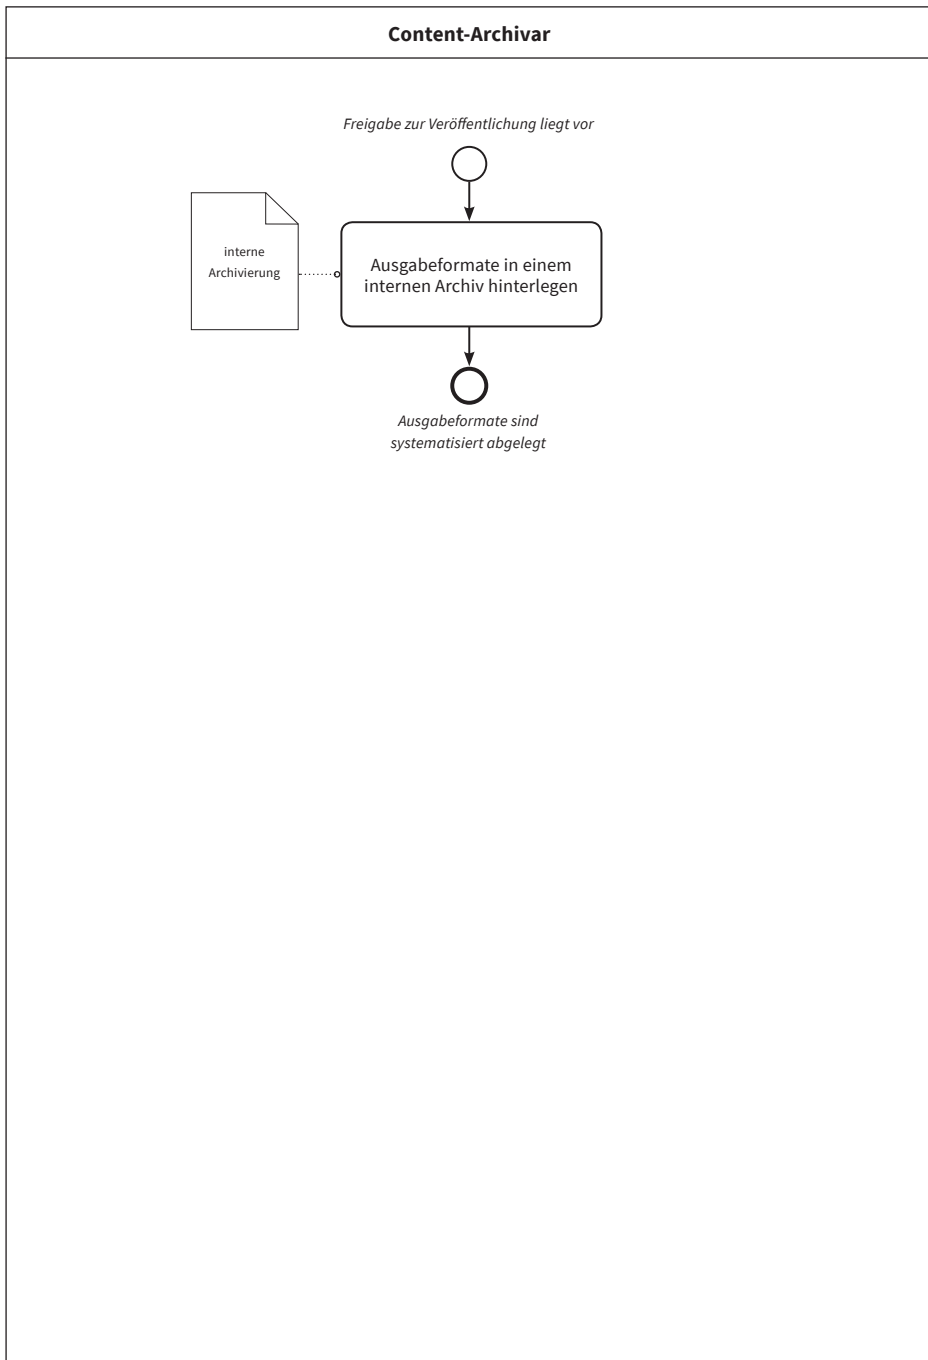 Content-Archivar
Freigabe zur Veröffentlichung liegt vor
interne
Archivierung
Ausgabeformate in einem
internen Archiv hinterlegen
Ausgabeformate sind
systematisiert abgelegt